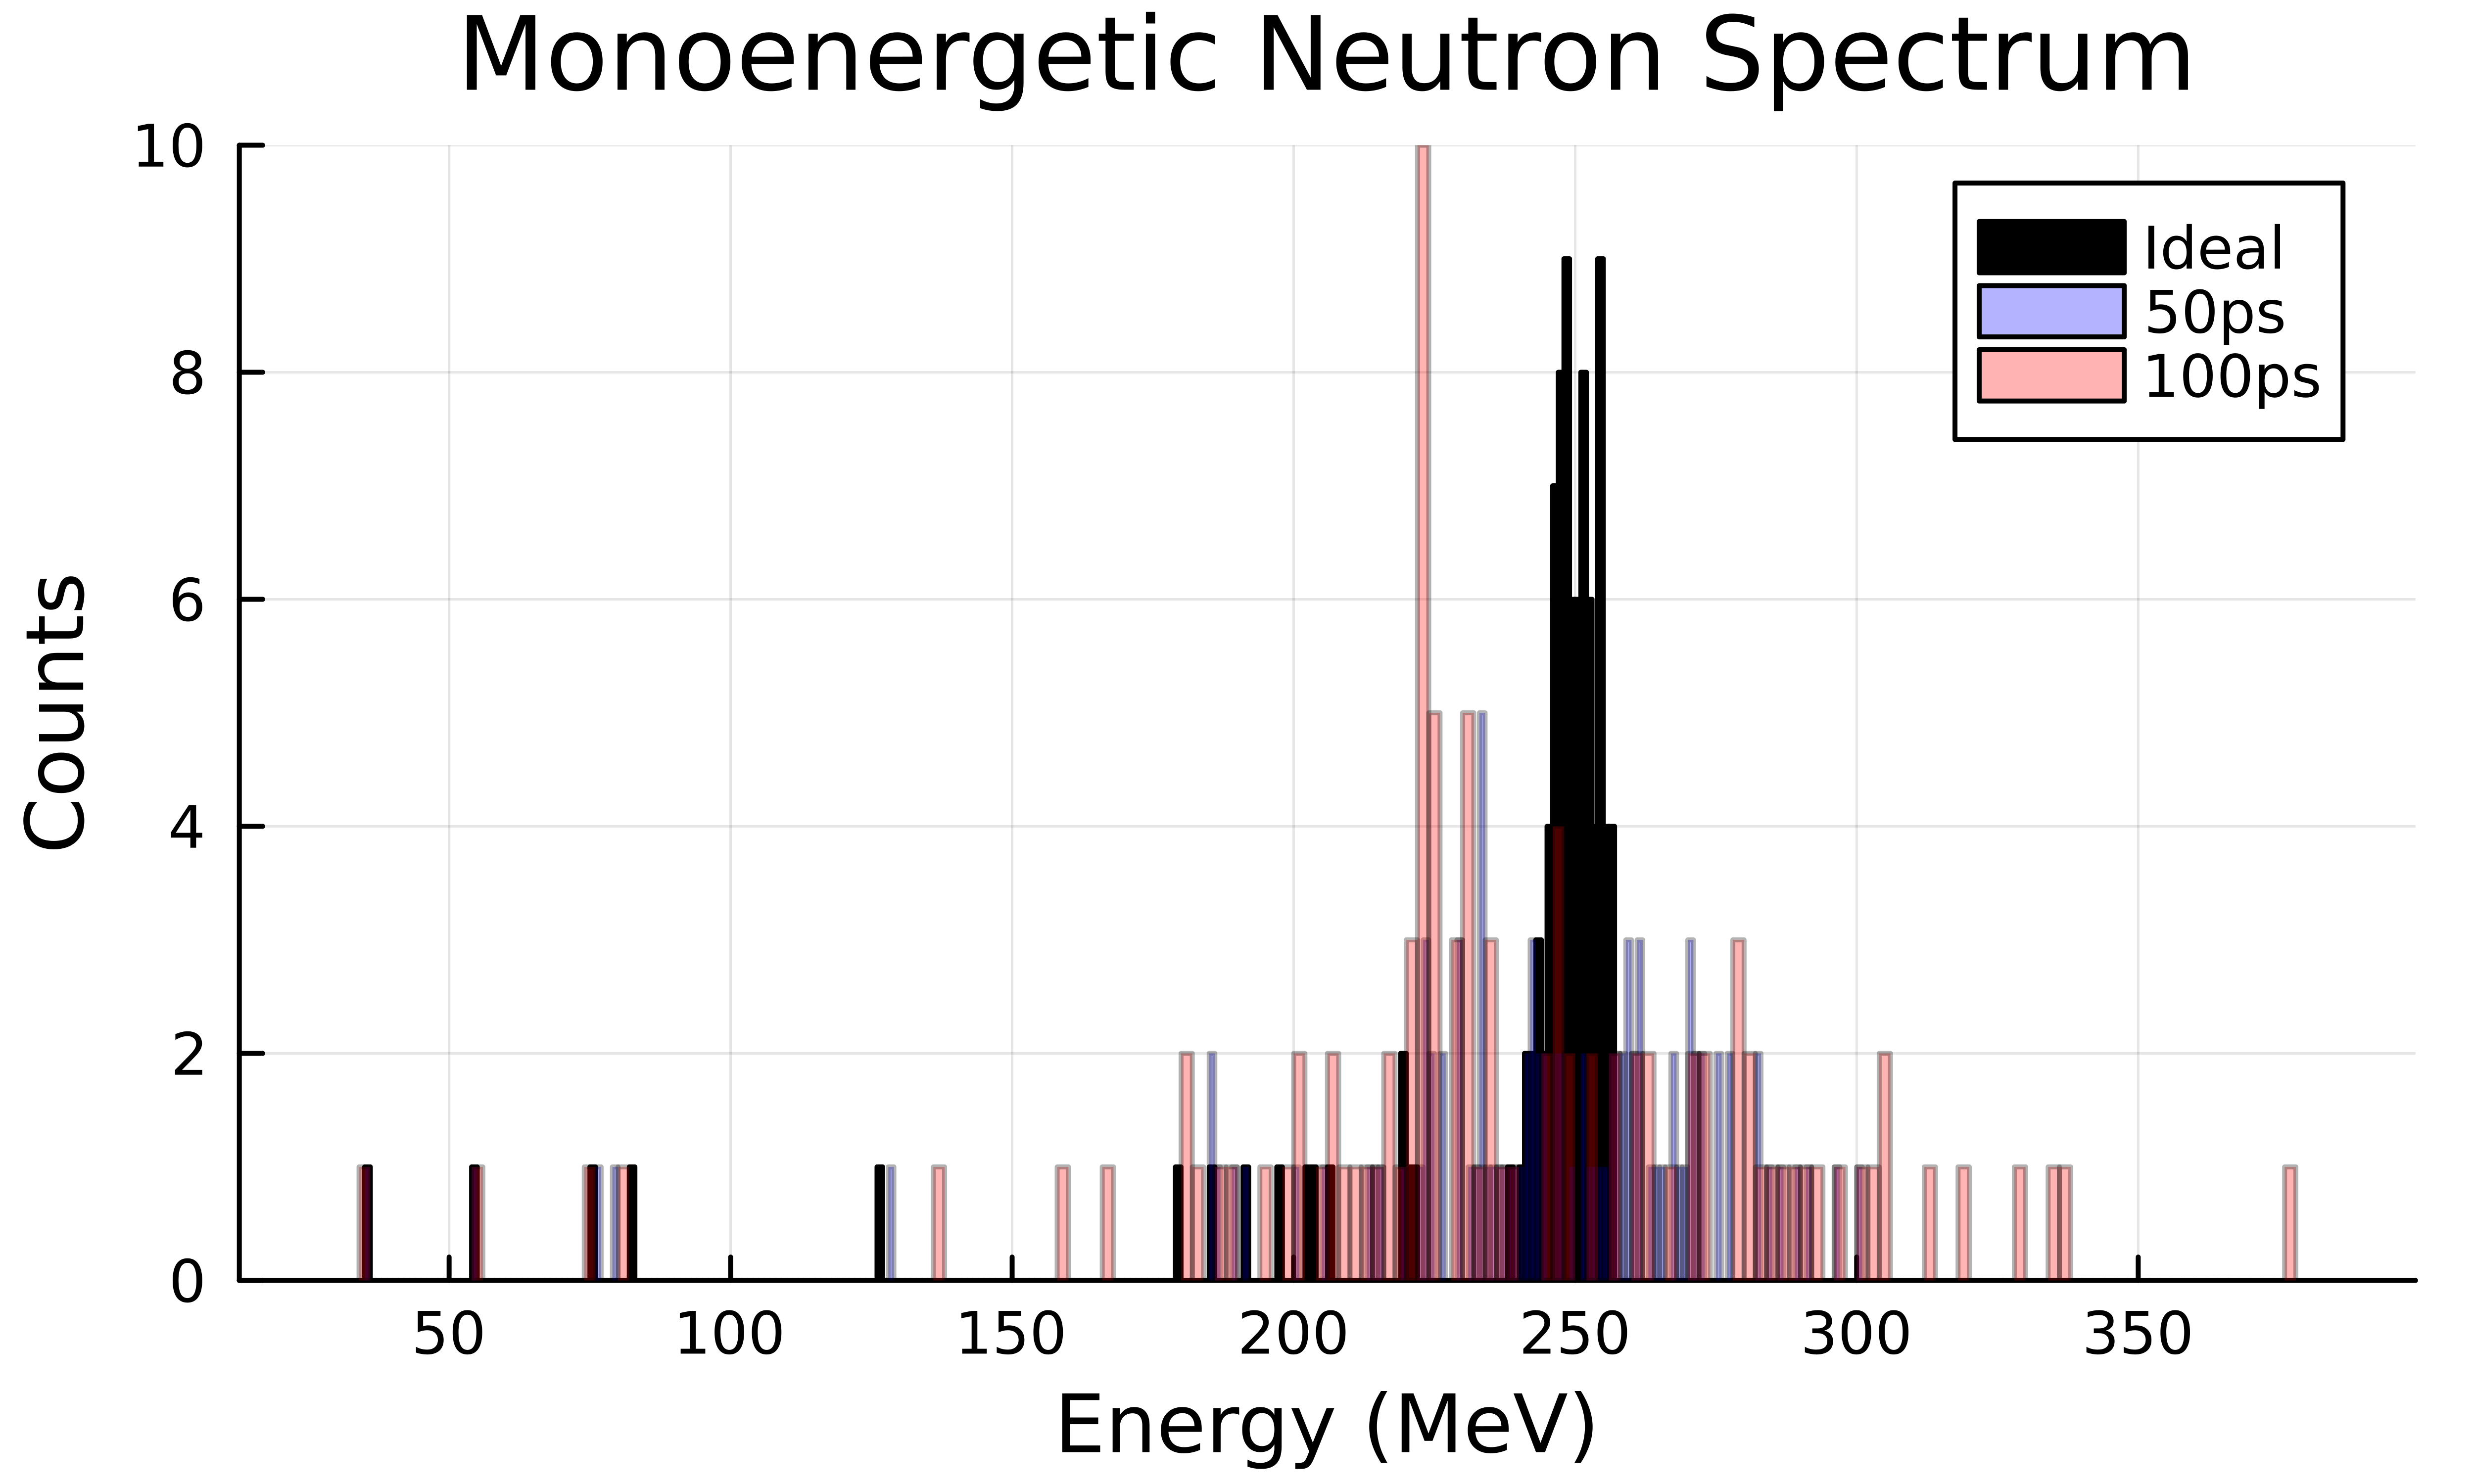 Monoenergetic Neutron Spectrum
10
8
6
4
2
0
Counts
Ideal
50ps
100ps
50 100 150 200 250 300 350
Energy (MeV)